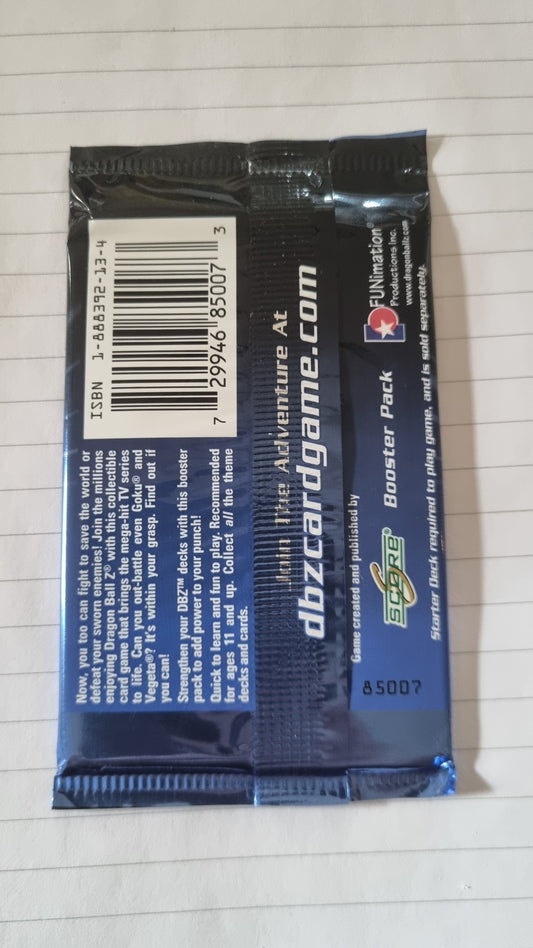 ISBN 1-888392-13-4
7 29946 85007 3
Now, you too can fight to save the world or
defeat your sworn enemies! Join the millions
enjoying Dragon Ball Z® with this collectible
card game that brings the mega-hit TV series
to life. Can you out-battle even Goku® and
Vegeta®? It's within your grasp. Find out if
you can!
Strengthen your DBZ™ decks with this booster
pack to add power to your punch!
Quick to learn and fun to play. Recommended
for ages 11 and up. Collect all the theme
decks and cards.
Join The Adventure At
dbzcardgame.com
Game created and published by
SCORE®
Booster Pack
FUNimation®
Productions Inc.
www.dragonballz.com
Starter Deck required to play game, and is sold separately.
85007